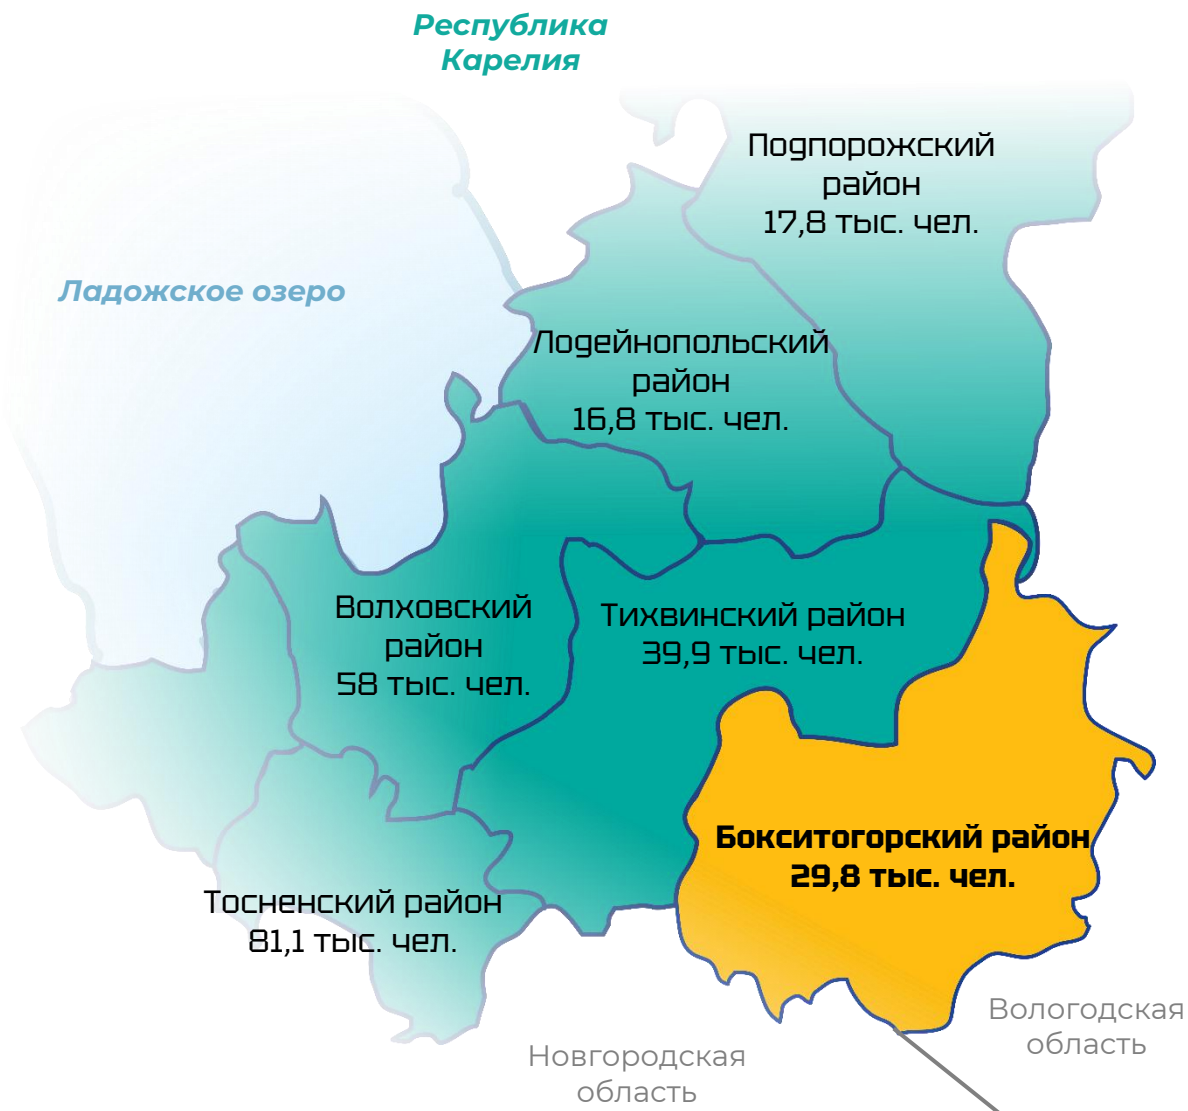 Республика
Карелия
Подпорожский
район
17,8 тыс. чел.
Ладожское озеро
Лодейнопольский
район
16,8 тыс. чел.
Волховский
район
58 тыс. чел.
Тихвинский район
39,9 тыс. чел.
Бокситогорский район
29,8 тыс. чел.
Тосненский район
81,1 тыс. чел.
Вологодская
область
Новгородская
область